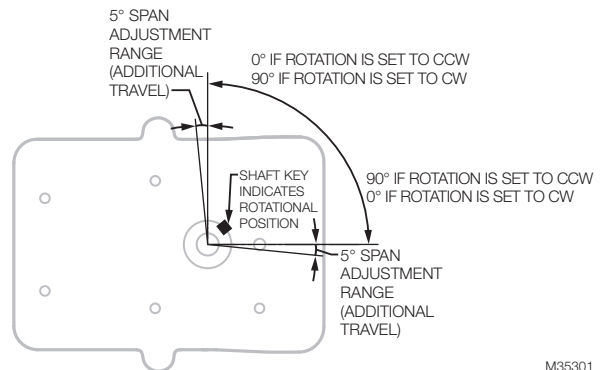 5° SPAN
ADJUSTMENT
RANGE
(ADDITIONAL
TRAVEL)
0° IF ROTATION IS SET TO CCW
90° IF ROTATION IS SET TO CW
SHAFT KEY
INDICATES
ROTATIONAL
POSITION
90° IF ROTATION IS SET TO CCW
0° IF ROTATION IS SET TO CW
5° SPAN
ADJUSTMENT
RANGE
(ADDITIONAL
TRAVEL)
M35301